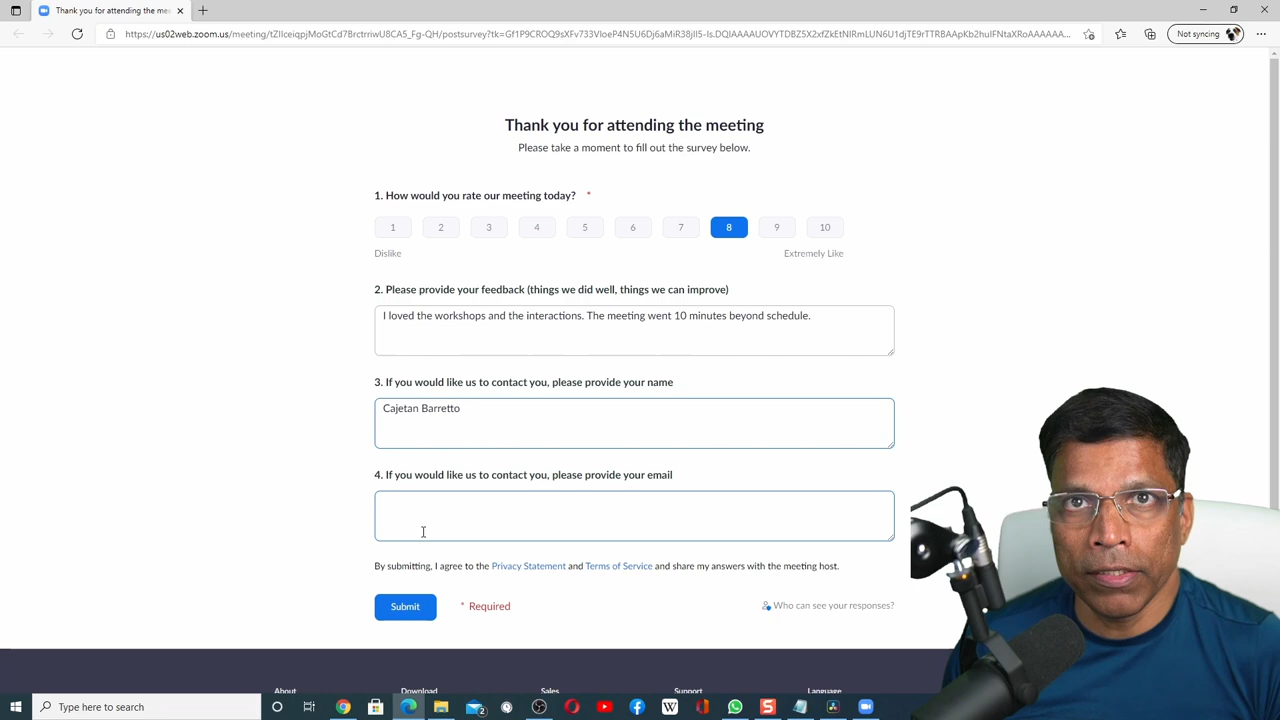 Thank you for attending the me
Not syncing
Thank you for attending the meeting
Please take a moment to fill out the survey below.
1. How would you rate our meeting today? *
1 2 3 4 5 6 7 8 9 10
Dislike Extremely Like
2. Please provide your feedback (things we did well, things we can improve)
I loved the workshops and the interactions. The meeting went 10 minutes beyond schedule.
3. If you would like us to contact you, please provide your name
Cajetan Barretto
4. If you would like us to contact you, please provide your email
By submitting, I agree to the Privacy Statement and Terms of Service and share my answers with the meeting host.
Submit * Required Who can see your responses?
About Download Sales Support Language
Type here to search